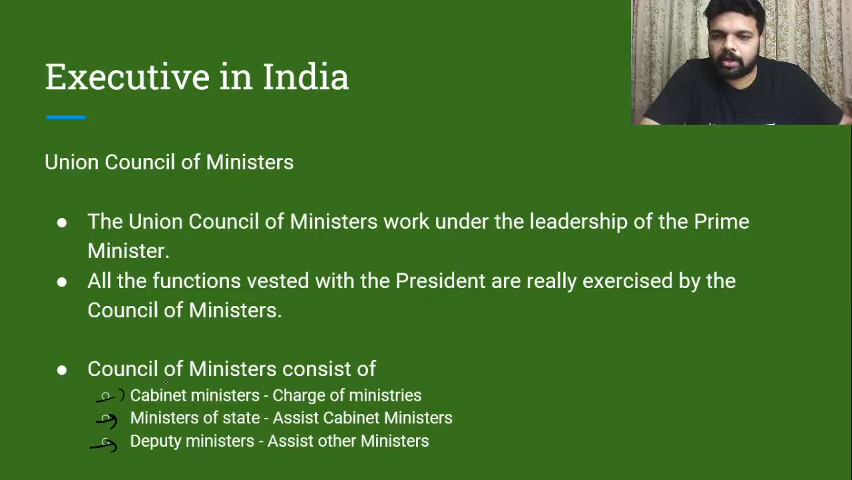 Executive in India
Union Council of Ministers
● The Union Council of Ministers work under the leadership of the Prime
Minister.
● All the functions vested with the President are really exercised by the
Council of Ministers.
● Council of Ministers consist of
○ Cabinet ministers - Charge of ministries
○ Ministers of state - Assist Cabinet Ministers
○ Deputy ministers - Assist other Ministers